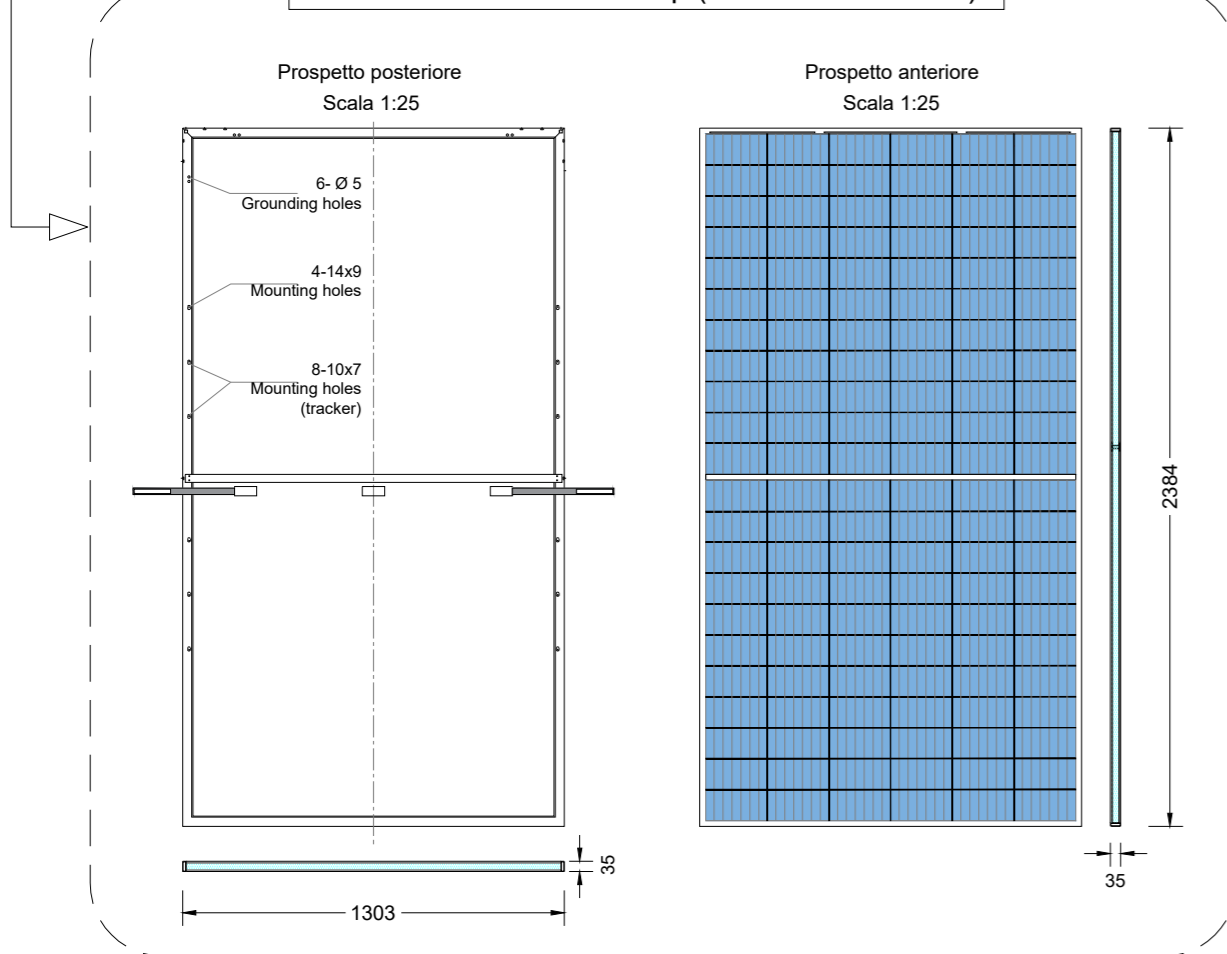 Prospetto posteriore
Scala 1:25
Prospetto anteriore
Scala 1:25
6- Ø 5
Grounding holes
4-14x9
Mounting holes
8-10x7
Mounting holes
(tracker)
2384
35
35
1303